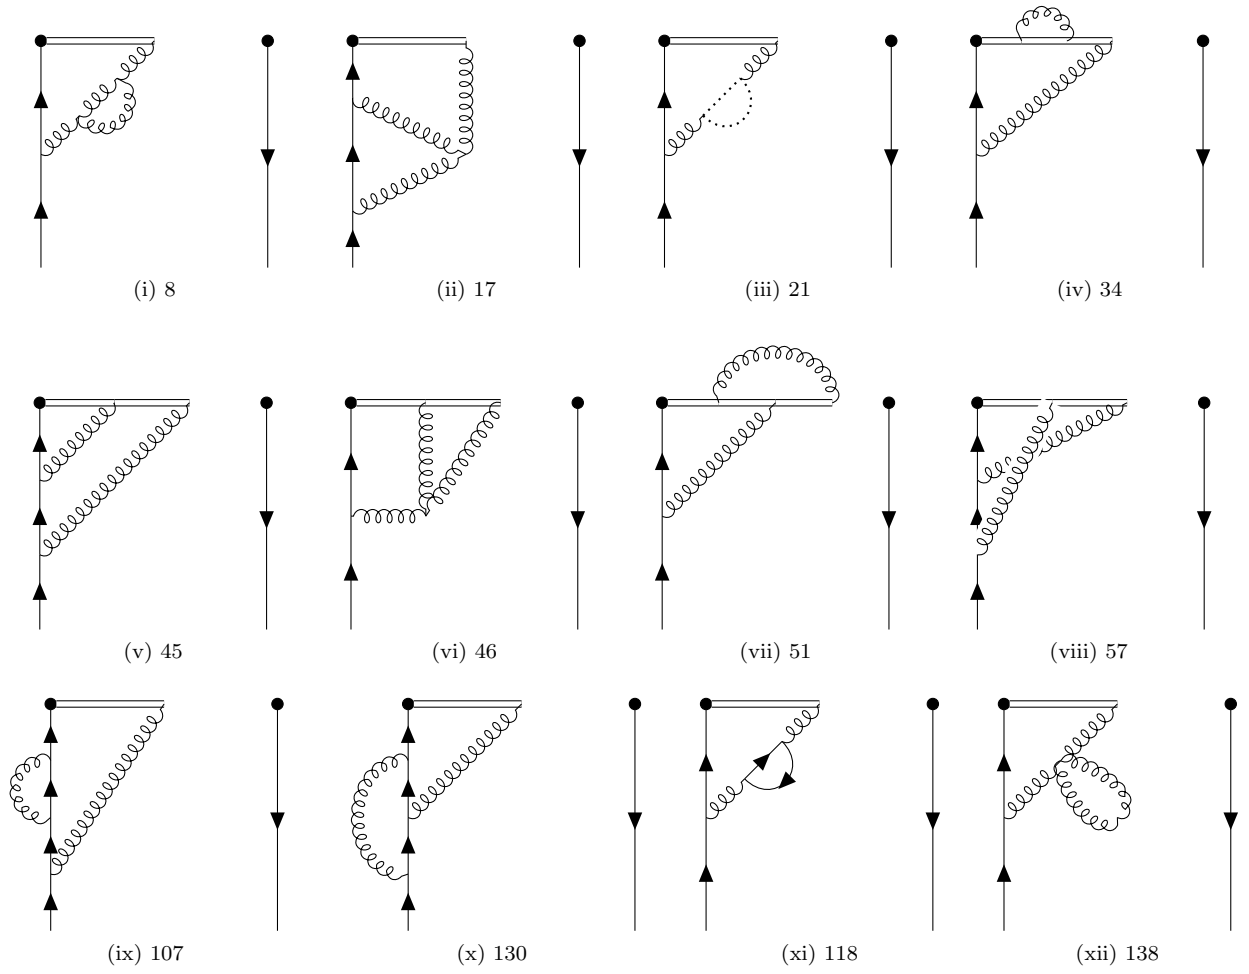 (i) 8 (ii) 17 (iii) 21 (iv) 34
(v) 45 (vi) 46 (vii) 51 (viii) 57
(ix) 107 (x) 130 (xi) 118 (xii) 138